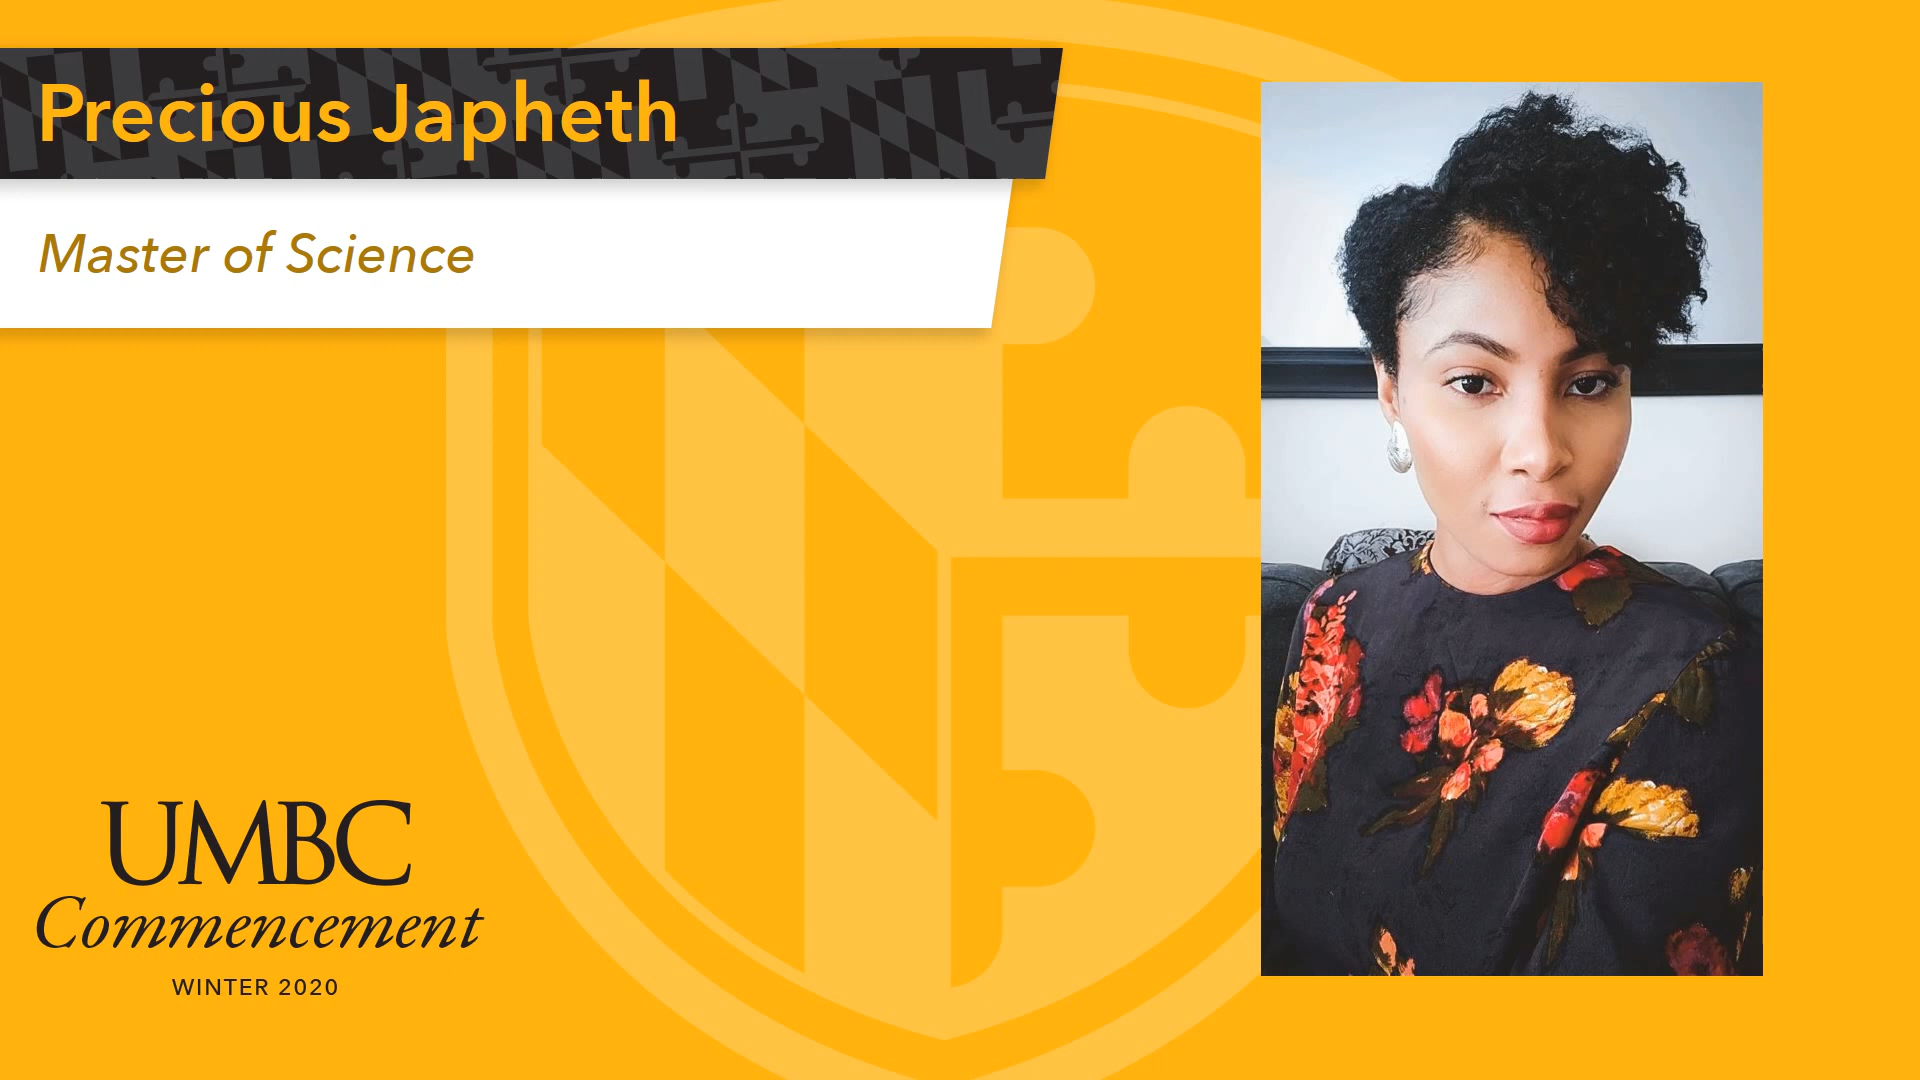 Precious Japheth
Master of Science
UMBC
Commencement
WINTER 2020